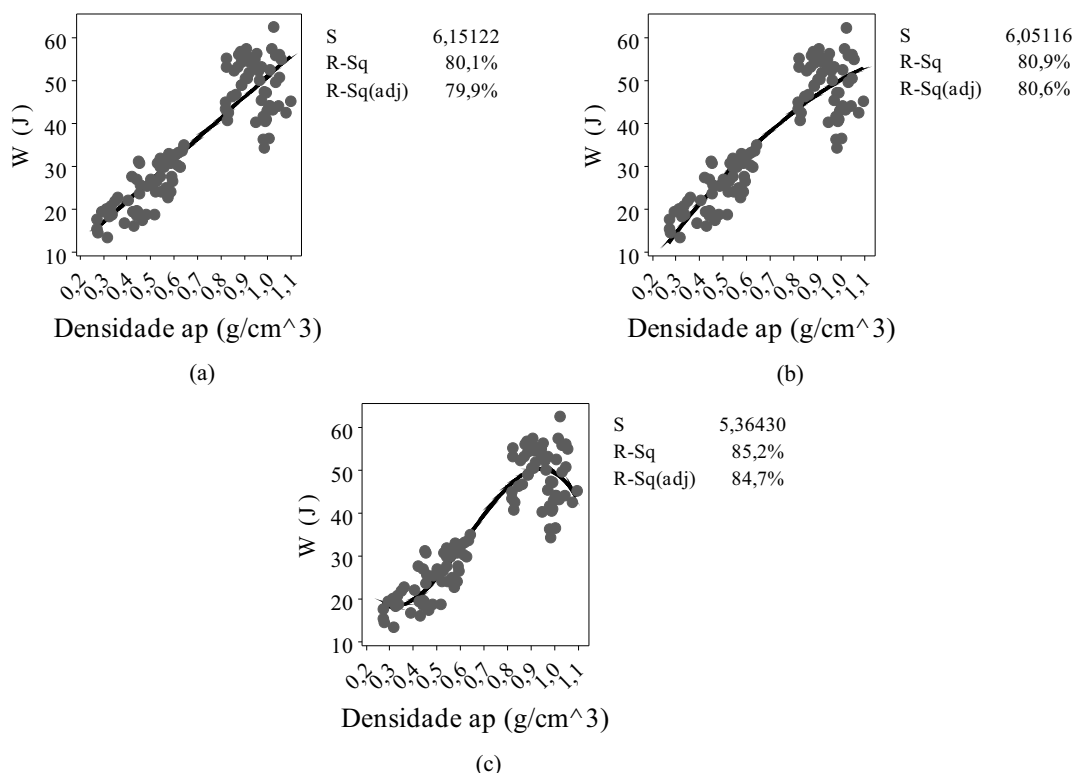 60
50
40
30
20
10
W (J)
0,2
0,3
0,4
0,5
0,6
0,7
0,8
0,9
1,0
1,1
Densidade ap (g/cm^3)
S 6,15122
R-Sq 80,1%
R-Sq(adj) 79,9%
(a)
60
50
40
30
20
10
W (J)
0,2
0,3
0,4
0,5
0,6
0,7
0,8
0,9
1,0
1,1
Densidade ap (g/cm^3)
S 6,05116
R-Sq 80,9%
R-Sq(adj) 80,6%
(b)
60
50
40
30
20
10
W (J)
0,2
0,3
0,4
0,5
0,6
0,7
0,8
0,9
1,0
1,1
Densidade ap (g/cm^3)
S 5,36430
R-Sq 85,2%
R-Sq(adj) 84,7%
(c)